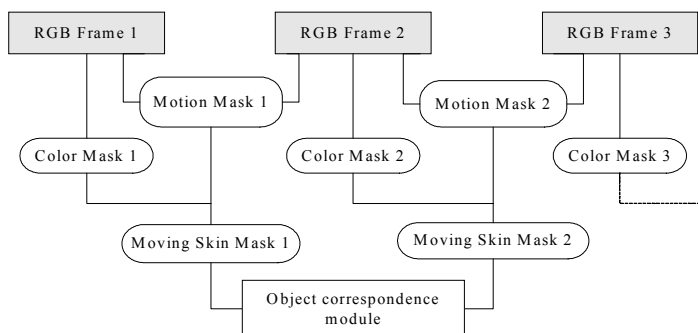 RGB Frame 1
RGB Frame 2
RGB Frame 3
Motion Mask 1
Motion Mask 2
Color Mask 1
Color Mask 2
Color Mask 3
Moving Skin Mask 1
Moving Skin Mask 2
Object correspondence
module